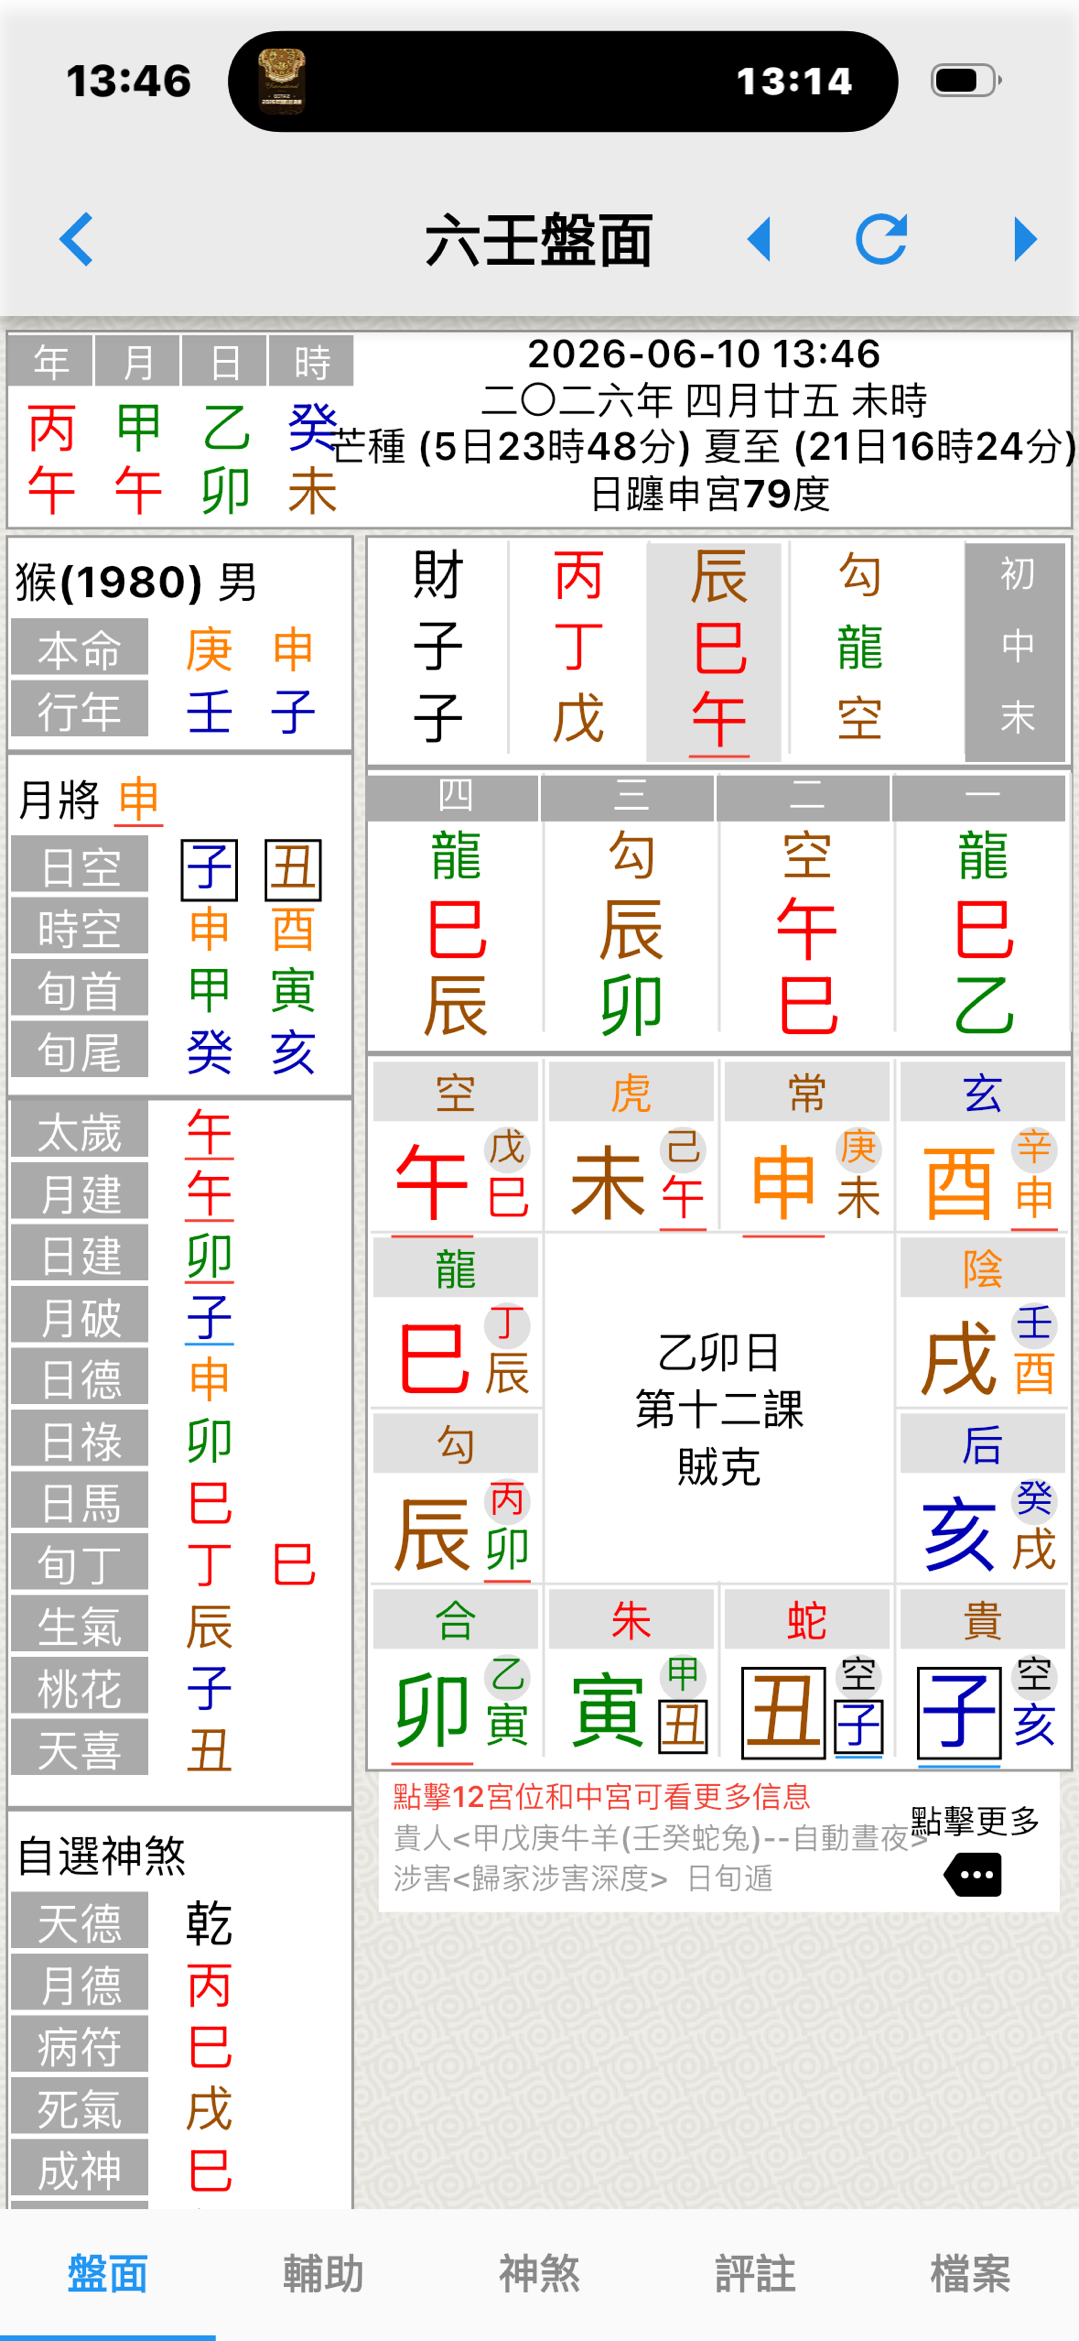 13:46
13:14
六壬盤面
年 月 日 時
丙 甲 乙 癸
午 午 卯 未
2026-06-10 13:46
二〇二六年 四月廿五 未時
芒種 (5日23時48分) 夏至 (21日16時24分)
日躔申宮79度
猴(1980) 男
本命 庚 申
行年 壬 子
月將 申
日空 子 丑
時空 申 酉
旬首 甲 寅
旬尾 癸 亥
太歲 午
月建 午
日建 卯
月破 子
日德 申
日祿 卯
日馬 巳
旬丁 丁 巳
生氣 辰
桃花 子
天喜 丑
自選神煞
天德 乾
月德 丙
病符 巳
死氣 戌
成神 巳
財 丙 辰 勾 初
子 丁 巳 龍 中
子 戊 午 空 末
四 三 二 一
龍 勾 空 龍
巳 辰 午 巳
辰 卯 巳 乙
空 虎 常 玄
午 戊 巳 未 己 午 申 庚 未 酉 辛 申
龍 陰
巳 丁 辰 戌 壬 酉
乙卯日
第十二課
賊克
勾 后
辰 丙 卯 亥 癸 戌
合 朱 蛇 貴
卯 乙 寅 寅 甲 丑 丑 空 子 子 空 亥
點擊12宮位和中宮可看更多信息
貴人<甲戊庚牛羊(壬癸蛇兔)--自動晝夜>
涉害<歸家涉害深度> 日旬遁
點擊更多
盤面 輔助 神煞 評註 檔案